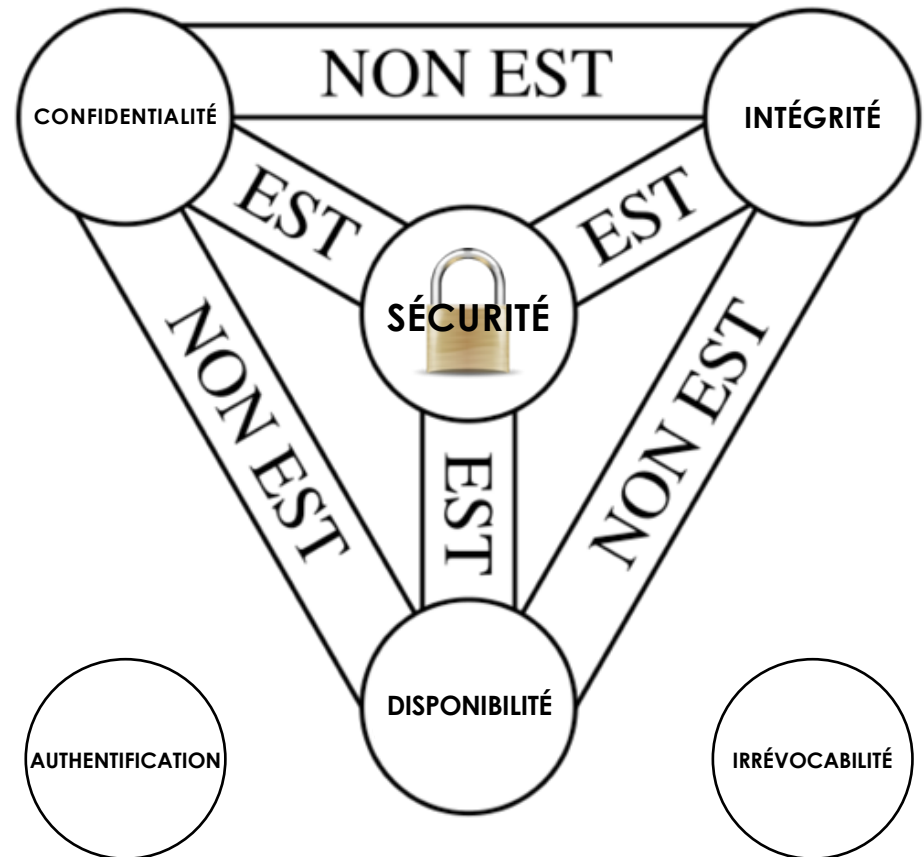 NON EST
CONFIDENTIALITÉ
INTÉGRITÉ
EST
EST
SÉCURITÉ
NON EST
NON EST
EST
DISPONIBILITÉ
AUTHENTIFICATION
IRRÉVOCABILITÉ